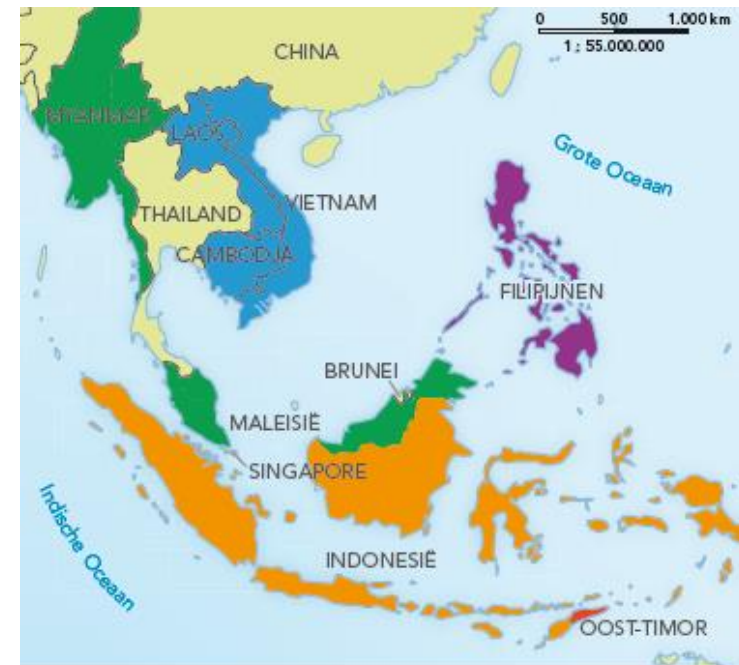 0 500 1.000 km
1 : 55.000.000
CHINA
MYANMAR
LAOS
Grote Oceaan
THAILAND
VIETNAM
CAMBODJA
FILIPIJNEN
BRUNEI
MALEISIË
SINGAPORE
Indische Oceaan
INDONESIË
OOST-TIMOR